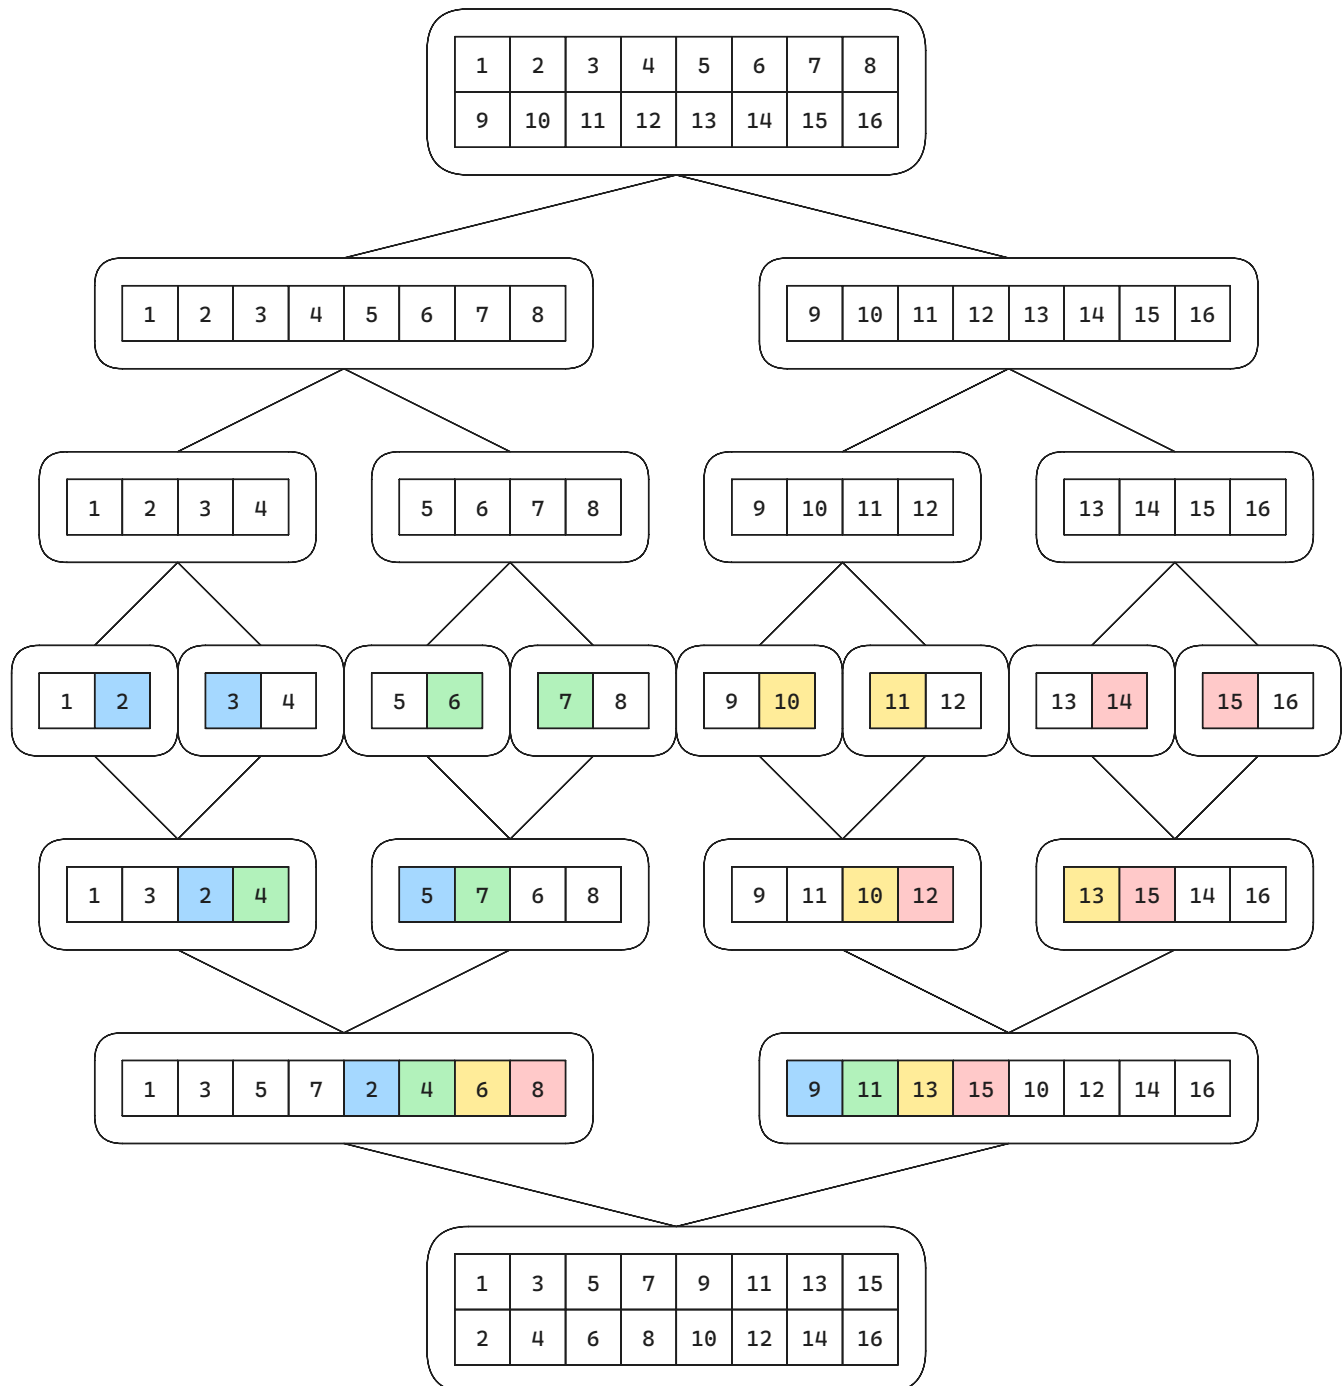 1 2 3 4 5 6 7 8
9 10 11 12 13 14 15 16
1 2 3 4 5 6 7 8
9 10 11 12 13 14 15 16
1 2 3 4
5 6 7 8
9 10 11 12
13 14 15 16
1 2
3 4
5 6
7 8
9 10
11 12
13 14
15 16
1 3 2 4
5 7 6 8
9 11 10 12
13 15 14 16
1 3 5 7 2 4 6 8
9 11 13 15 10 12 14 16
1 3 5 7 9 11 13 15
2 4 6 8 10 12 14 16